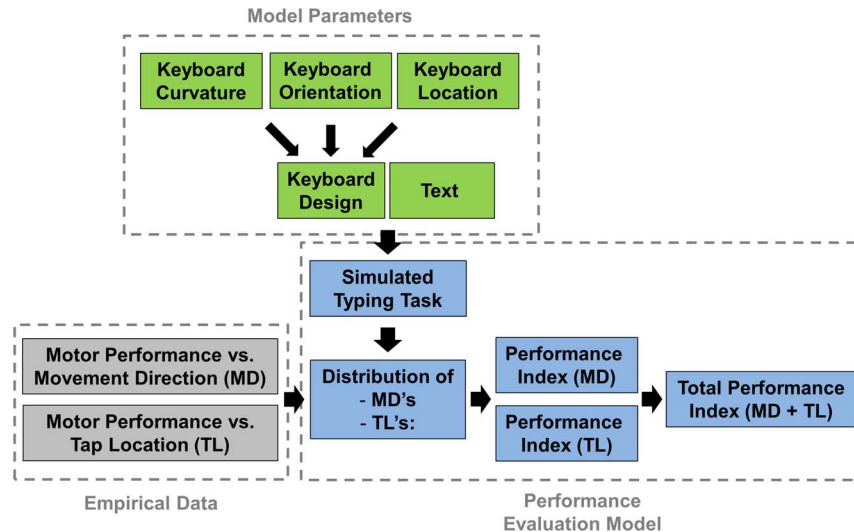 Model Parameters
Keyboard
Curvature
Keyboard
Orientation
Keyboard
Location
Keyboard
Design
Text
Simulated
Typing Task
Motor Performance vs.
Movement Direction (MD)
Motor Performance vs.
Tap Location (TL)
Distribution of
- MD's
- TL's:
Performance
Index (MD)
Performance
Index (TL)
Total Performance
Index (MD + TL)
Empirical Data
Performance
Evaluation Model